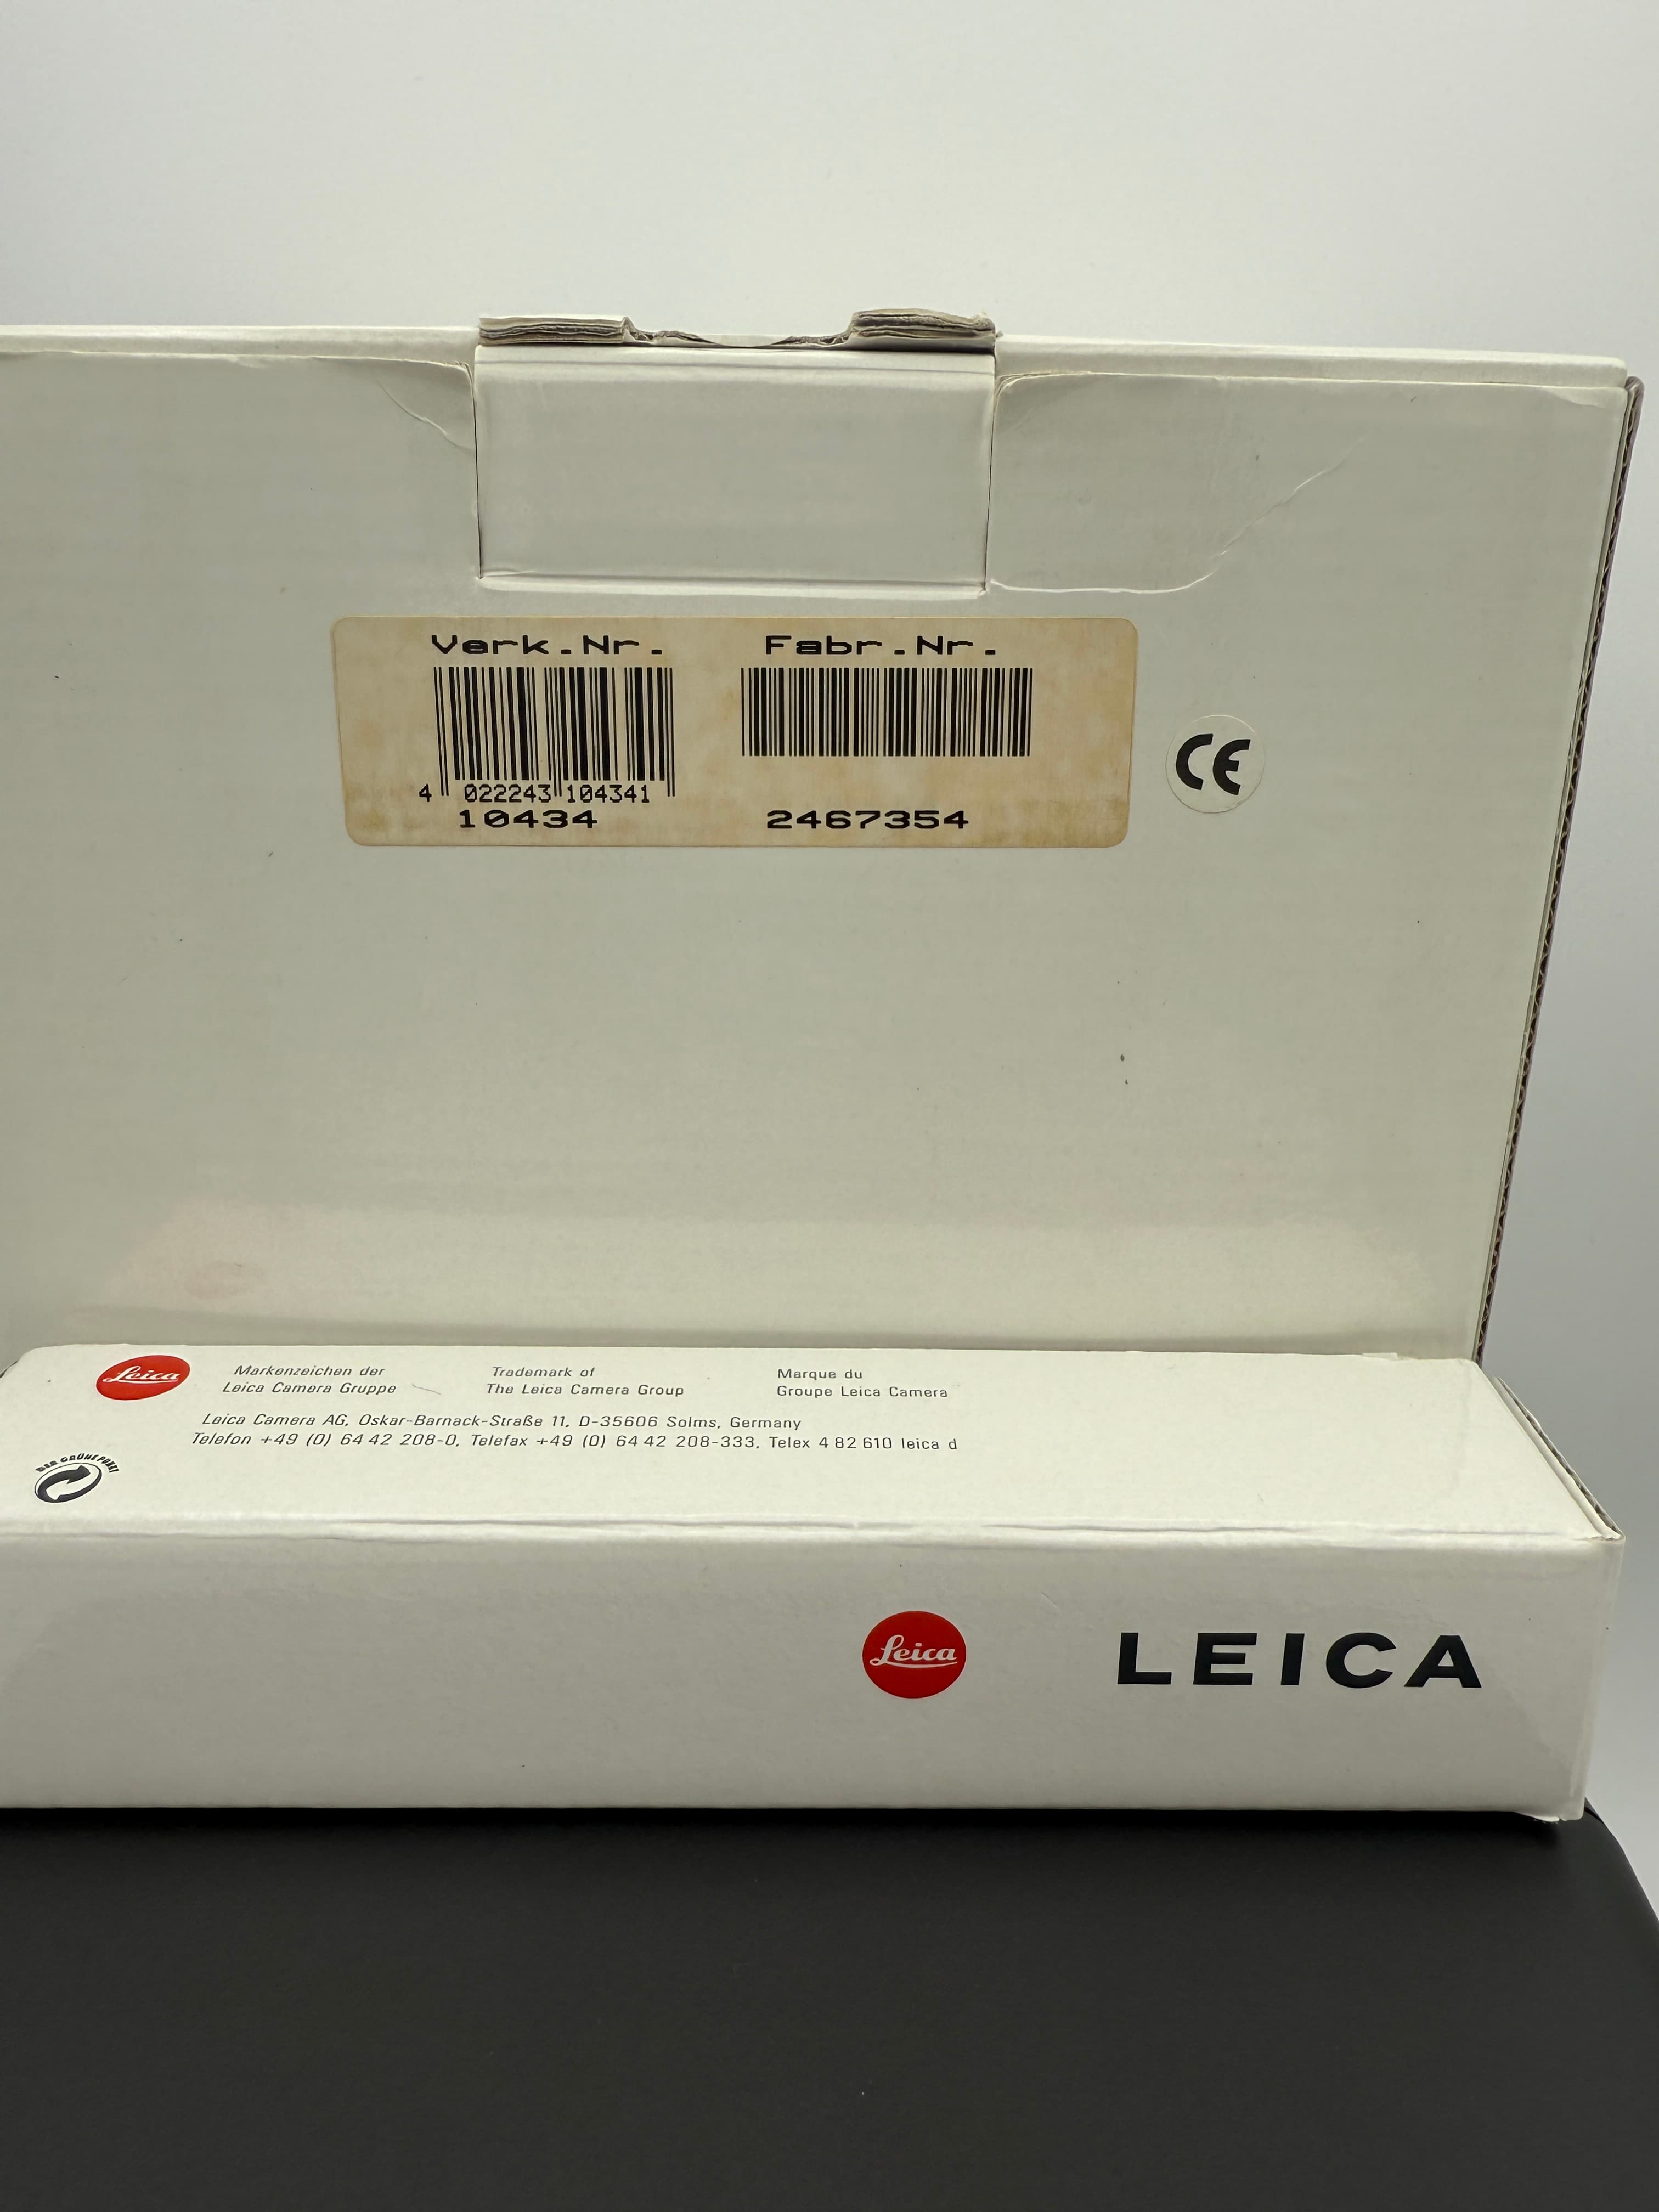 Verk.Nr. Fabr.Nr.
4 022243 104341
10434 2467354
CE
Leica
Markenzeichen der
Leica Camera Gruppe
Trademark of
The Leica Camera Group
Marque du
Groupe Leica Camera
Leica Camera AG, Oskar-Barnack-Straße 11, D-35606 Solms, Germany
Telefon +49 (0) 64 42 208-0, Telefax +49 (0) 64 42 208-333, Telex 4 82 610 leica d
DER GRÜNE PUNKT
Leica LEICA